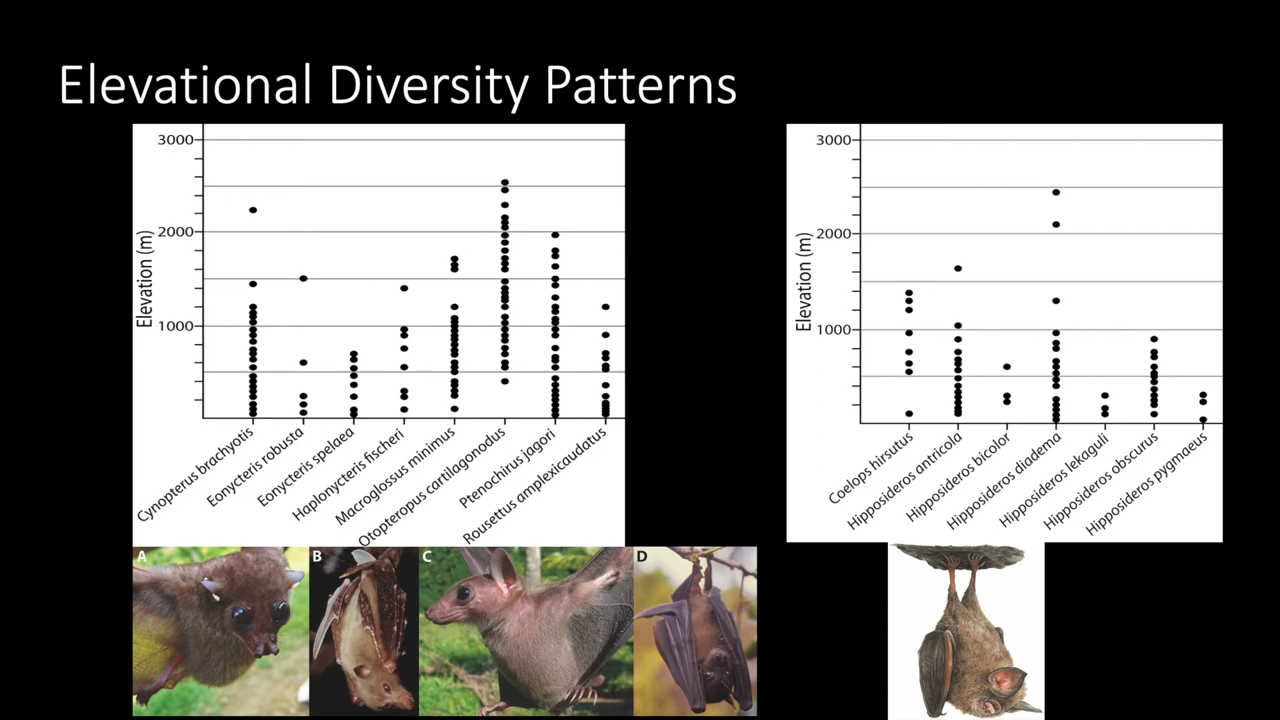 Elevational Diversity Patterns
3000
2000
1000
Elevation (m)
Cynopterus brachyotis
Eonycteris robusta
Eonycteris spelaea
Haplonycteris fischeri
Macroglossus minimus
Otopteropus cartilagonodus
Ptenochirus jagori
Rousettus amplexicaudatus
3000
2000
1000
Elevation (m)
Coelops hirsutus
Hipposideros antricola
Hipposideros bicolor
Hipposideros diadema
Hipposideros lekaguli
Hipposideros obscurus
Hipposideros pygmaeus
A
B
C
D